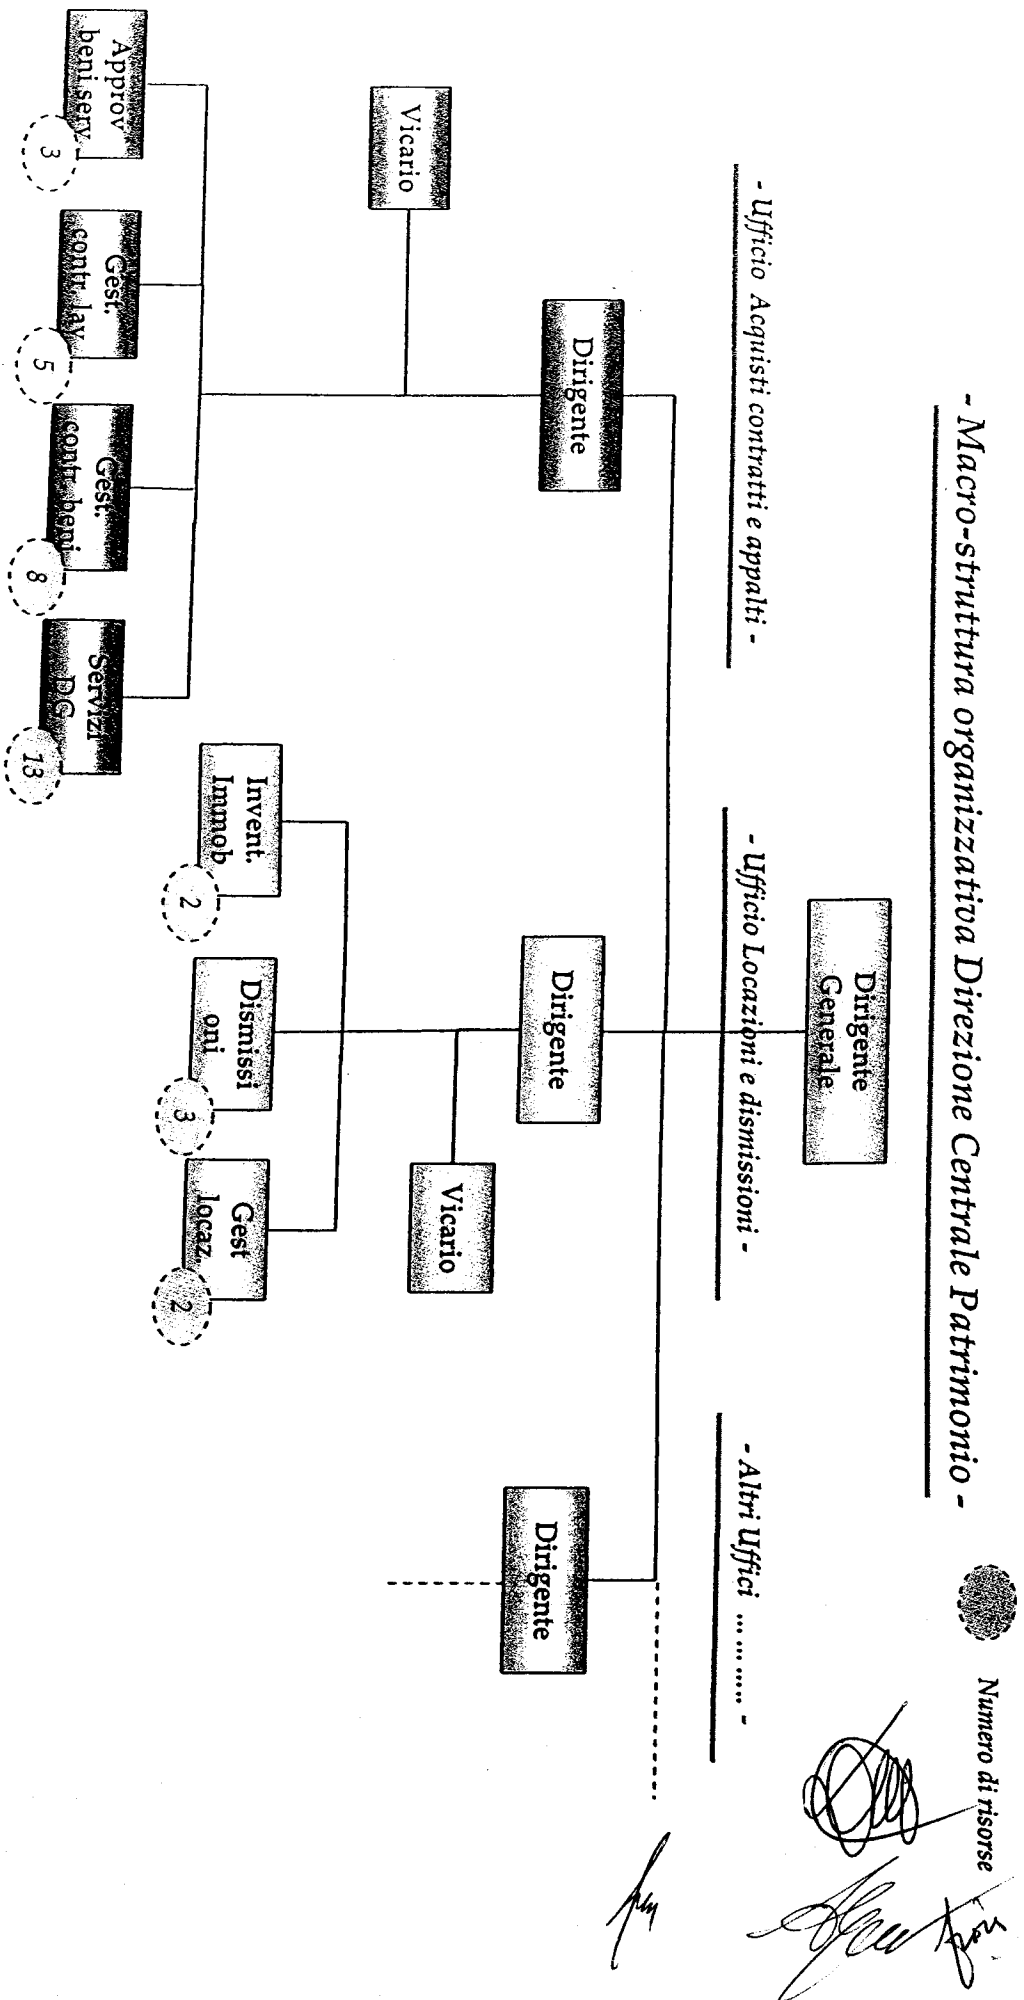 - Macro-struttura organizzativa Direzione Centrale Patrimonio -
Numero di risorse
Dirigente
Generale
- Ufficio Acquisti contratti e appalti -
- Ufficio Locazioni e dismissioni -
- Altri Uffici ... ... ... -
Dirigente
Dirigente
Dirigente
Vicario
Vicario
Approv
beni serv.
3
Gest.
contr. lav
5
Gest.
contr. beni
8
Servizi
DG
13
Invent.
Immob
2
Dismissi
oni
3
Gest
locaz.
2